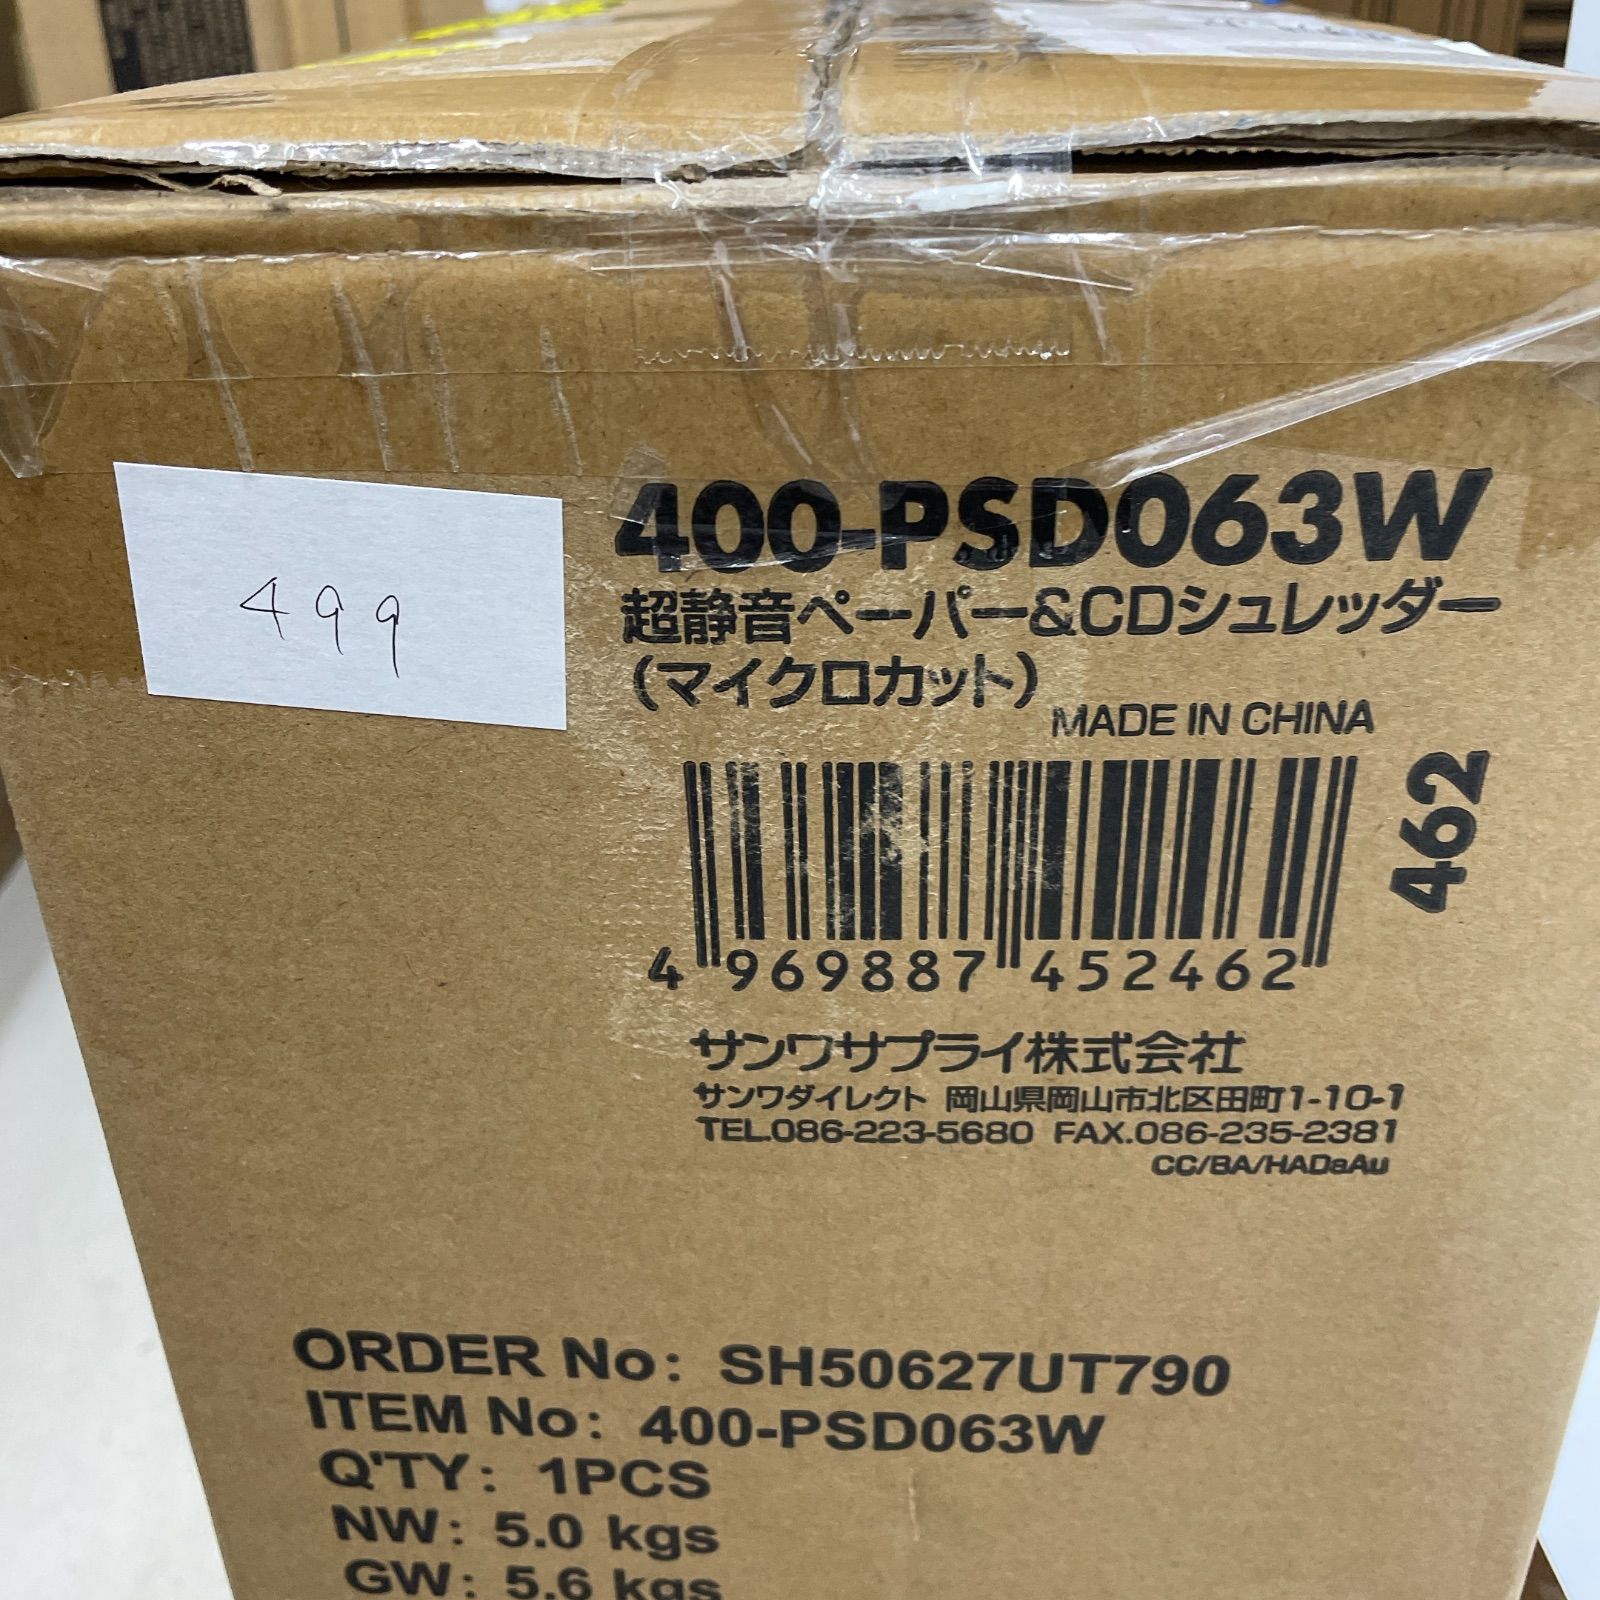 400-PSD063W
超静音ペーパー&CDシュレッダー
(マイクロカット)
MADE IN CHINA
499
462
4 969887 452462
サンワサプライ株式会社
サンワダイレクト 岡山県岡山市北区田町1-10-1
TEL.086-223-5680 FAX.086-235-2381
CC/BA/HADaAu
ORDER No: SH50627UT790
ITEM No: 400-PSD063W
Q'TY: 1PCS
NW: 5.0 kgs
GW: 5.6 kgs